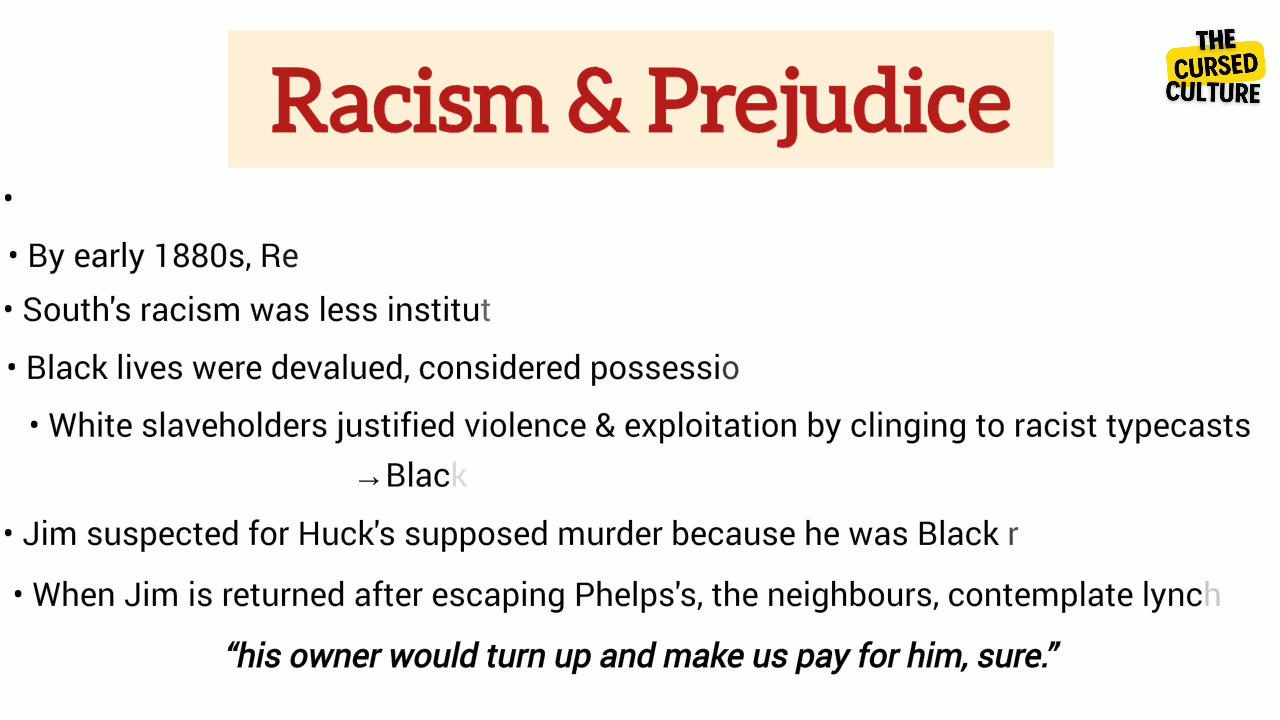 Racism & Prejudice
THE
CURSED
CULTURE
•
• By early 1880s, Re
• South's racism was less institut
• Black lives were devalued, considered possessio
• White slaveholders justified violence & exploitation by clinging to racist typecasts
→Black
• Jim suspected for Huck's supposed murder because he was Black r
• When Jim is returned after escaping Phelps's, the neighbours, contemplate lynch
“his owner would turn up and make us pay for him, sure.”